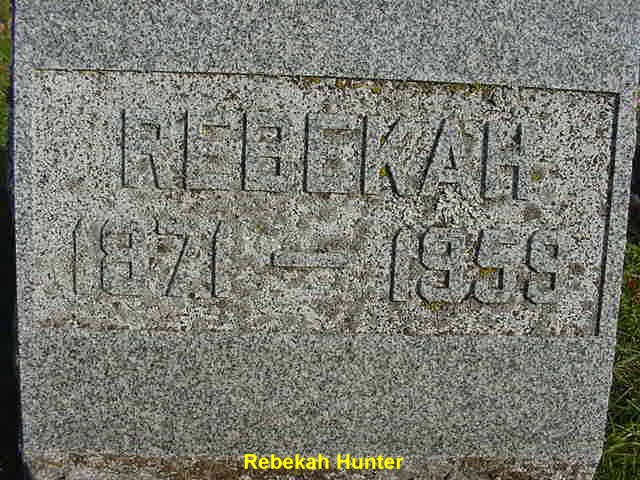 REBEKAH
1871 — 1959
Rebekah Hunter